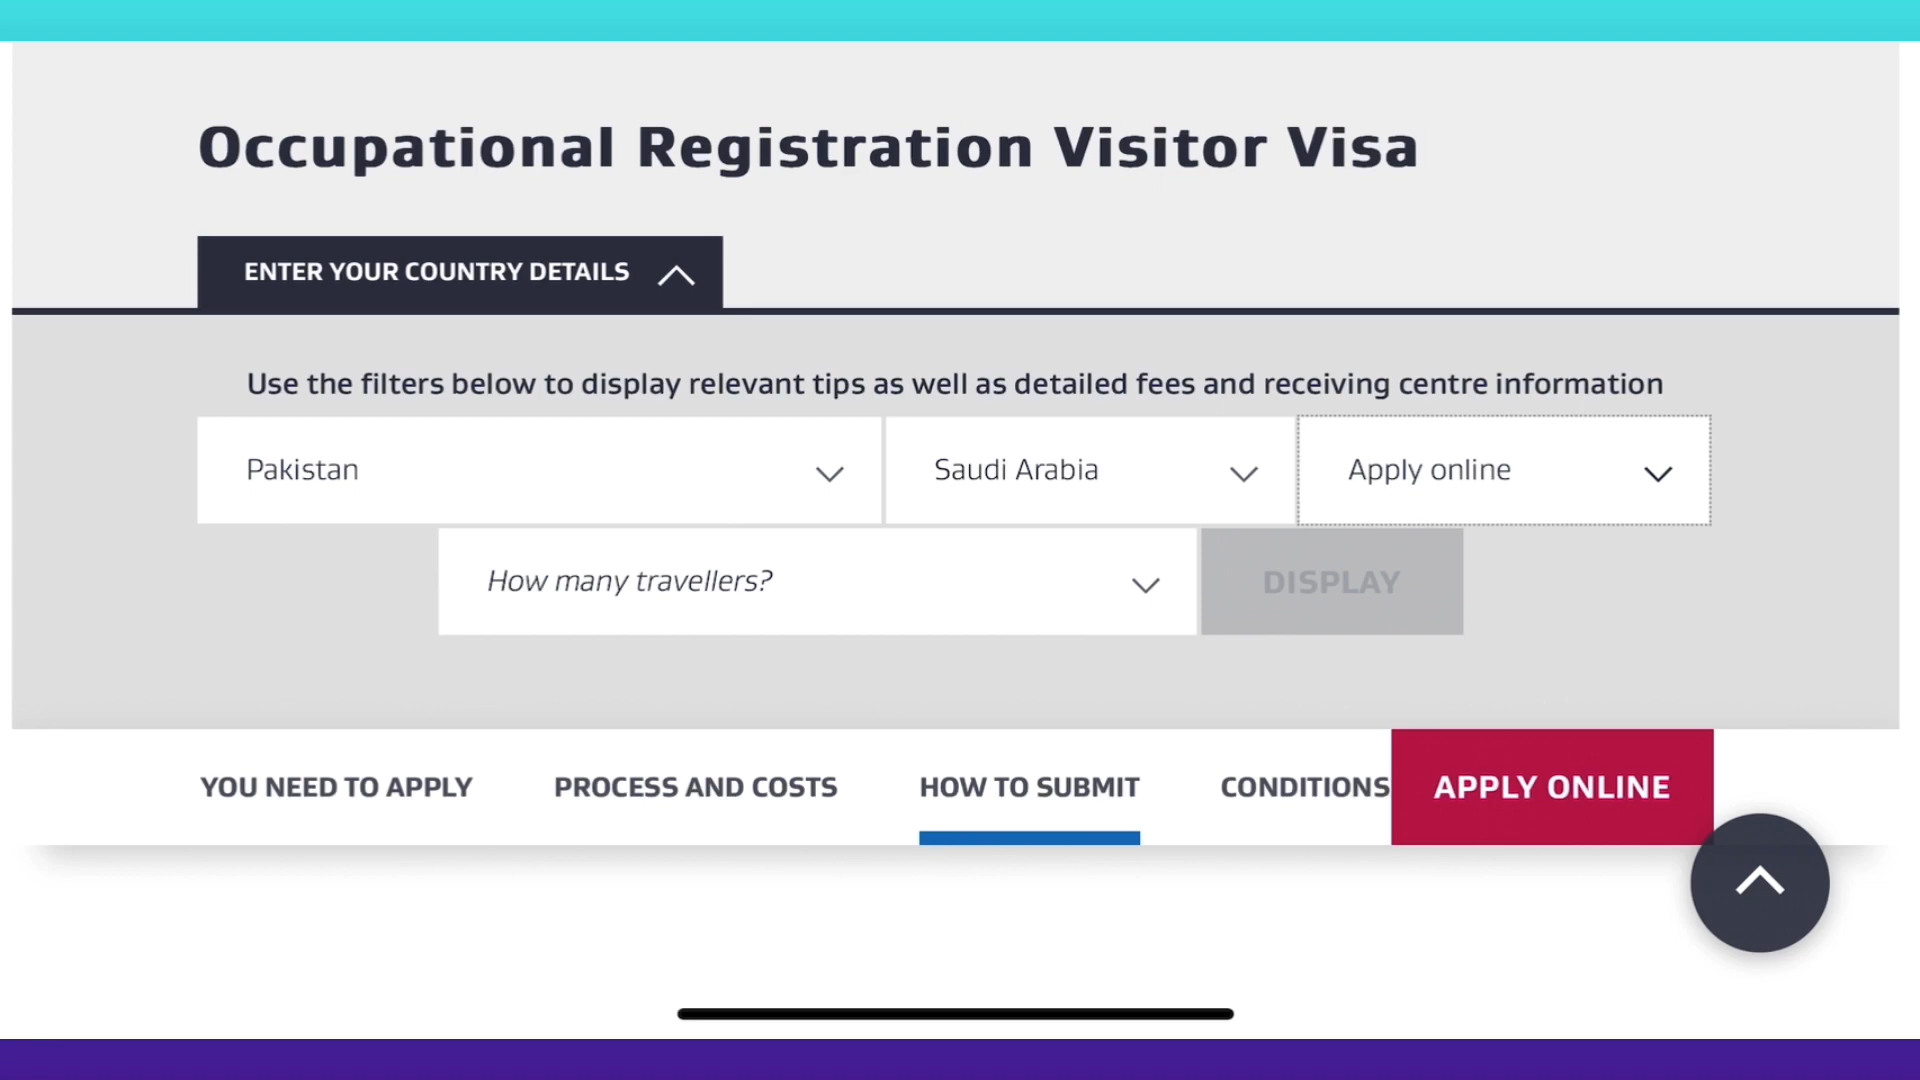 Occupational Registration Visitor Visa
ENTER YOUR COUNTRY DETAILS
Use the filters below to display relevant tips as well as detailed fees and receiving centre information
Pakistan
Saudi Arabia
Apply online
How many travellers?
DISPLAY
YOU NEED TO APPLY
PROCESS AND COSTS
HOW TO SUBMIT
CONDITIONS
APPLY ONLINE